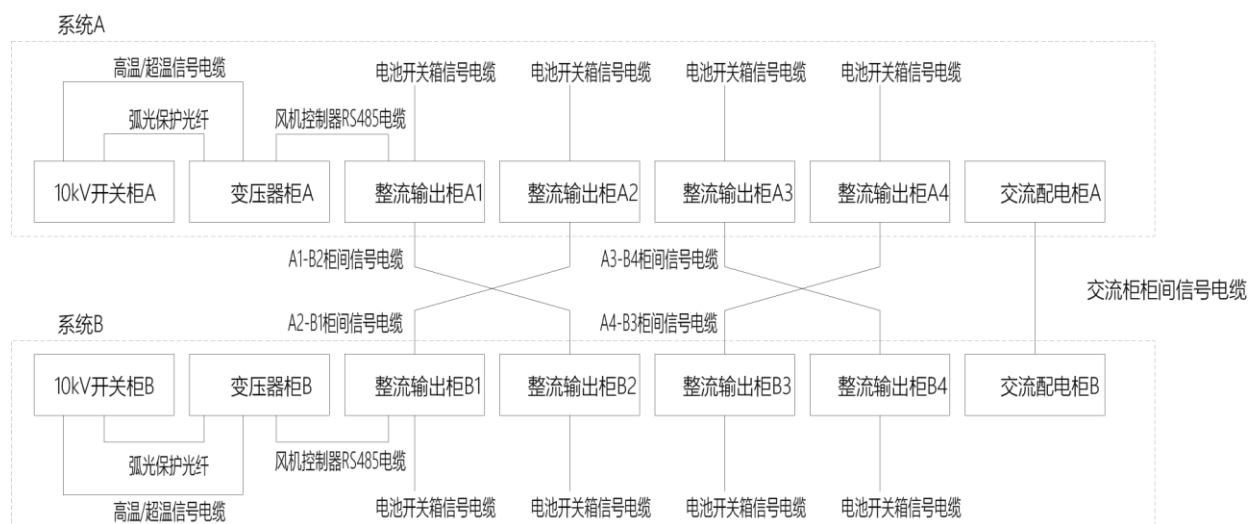 系统A
高温/超温信号电缆
电池开关箱信号电缆
电池开关箱信号电缆
电池开关箱信号电缆
电池开关箱信号电缆
弧光保护光纤
风机控制器RS485电缆
10kV开关柜A
变压器柜A
整流输出柜A1
整流输出柜A2
整流输出柜A3
整流输出柜A4
交流配电柜A
A1-B2柜间信号电缆
A3-B4柜间信号电缆
交流柜柜间信号电缆
系统B
A2-B1柜间信号电缆
A4-B3柜间信号电缆
10kV开关柜B
变压器柜B
整流输出柜B1
整流输出柜B2
整流输出柜B3
整流输出柜B4
交流配电柜B
弧光保护光纤
风机控制器RS485电缆
高温/超温信号电缆
电池开关箱信号电缆
电池开关箱信号电缆
电池开关箱信号电缆
电池开关箱信号电缆